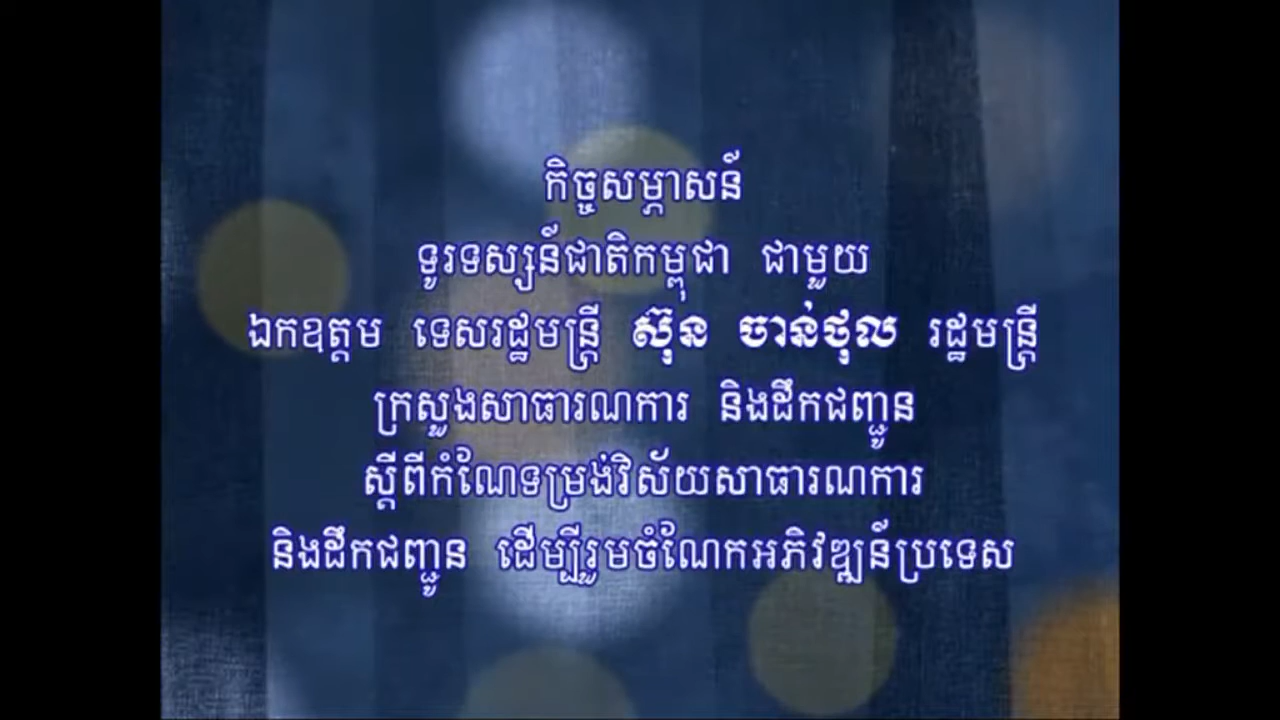 កិច្ចសម្ភាសន៍
ទូរទស្សន៍ជាតិកម្ពុជា ជាមួយ
ឯកឧត្តម ទេសរដ្ឋមន្ត្រី ស៊ុន ចាន់ថុល រដ្ឋមន្ត្រី
ក្រសួងសាធារណការ និងដឹកជញ្ជូន
ស្ដីពីកំណែទម្រង់វិស័យសាធារណការ
និងដឹកជញ្ជូន ដើម្បីរួមចំណែកអភិវឌ្ឍន៍ប្រទេស